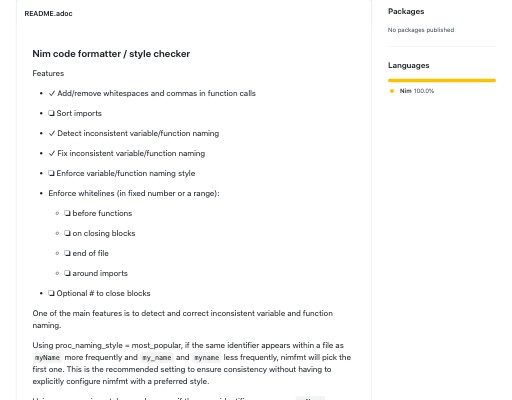 README.adoc
Nim code formatter / style checker
Features
• ✓ Add/remove whitespaces and commas in function calls
• ❏ Sort imports
• ✓ Detect inconsistent variable/function naming
• ✓ Fix inconsistent variable/function naming
• ❏ Enforce variable/function naming style
• Enforce whitelines (in fixed number or a range):
◦ ❏ before functions
◦ ❏ on closing blocks
◦ ❏ end of file
◦ ❏ around imports
• ❏ Optional # to close blocks
One of the main features is to detect and correct inconsistent variable and function
naming.
Using proc_naming_style = most_popular, if the same identifier appears within a file as
myName more frequently and my_name and myname less frequently, nimfmt will pick the
first one. This is the recommended setting to ensure consistency without having to
explicitly configure nimfmt with a preferred style.
Packages
No packages published
Languages
Nim 100.0%